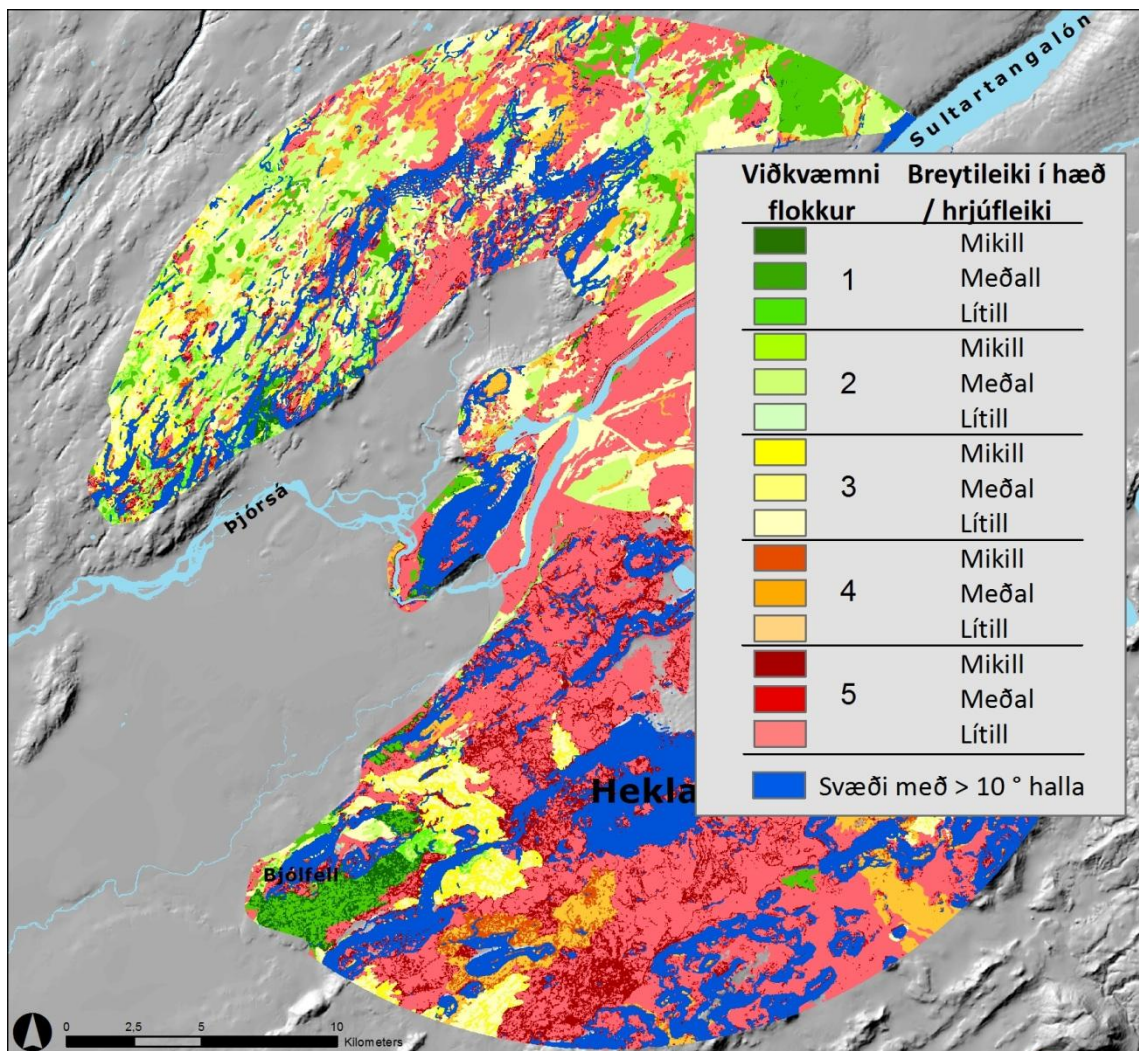 Sultartangalón
Viðkvæmni Breytileiki í hæð
flokkur / hrjúfleiki
Mikill
1 Meðall
Lítill
Mikill
2 Meðal
Lítill
Mikill
3 Meðal
Lítill
Mikill
4 Meðal
Lítill
Mikill
5 Meðal
Lítill
Svæði með > 10 ° halla
Þjórsá
Hekla
Bjólfell
0 2,5 5 10
Kilometers